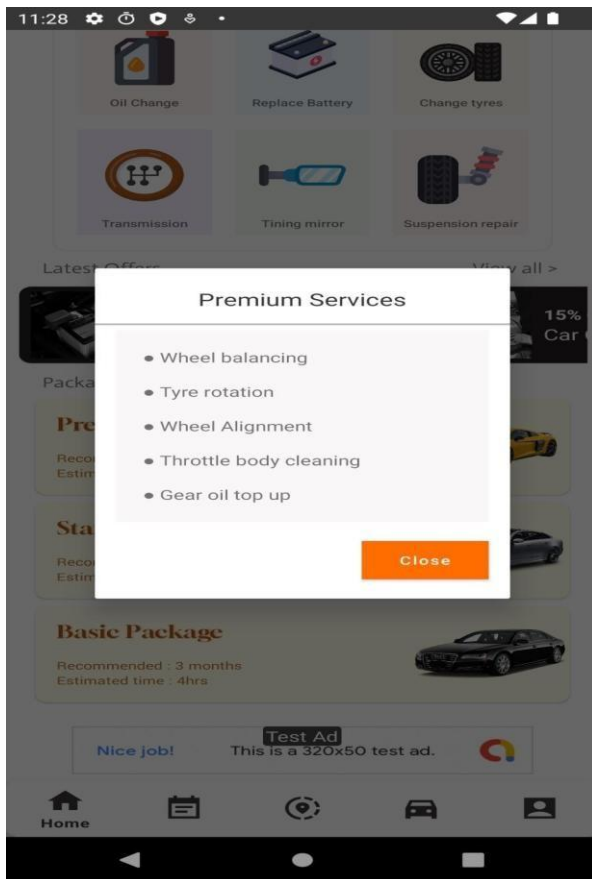 11:28
Oil Change Replace Battery Change tyres
Transmission Tining mirror Suspension repair
Latest Offers View all >
Premium Services
15%
Car
● Wheel balancing
● Tyre rotation
● Wheel Alignment
● Throttle body cleaning
● Gear oil top up
Close
Basic Package
Recommended : 3 months
Estimated time : 4hrs
Test Ad
Nice job! This is a 320x50 test ad.
Home